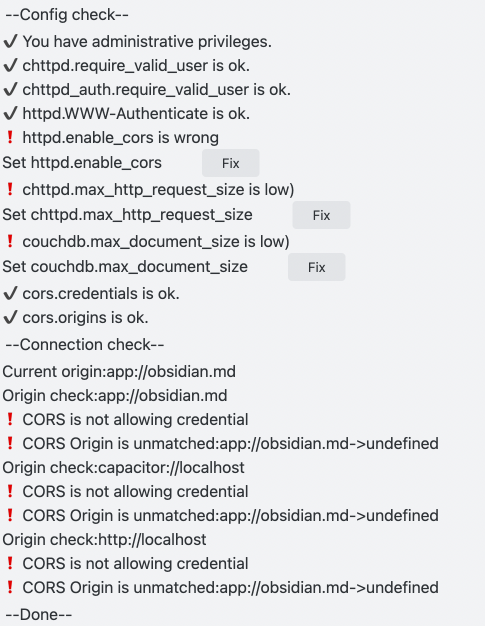 --Config check--
✔ You have administrative privileges.
✔ chttpd.require_valid_user is ok.
✔ chttpd_auth.require_valid_user is ok.
✔ httpd.WWW-Authenticate is ok.
❗ httpd.enable_cors is wrong
Set httpd.enable_cors Fix
❗ chttpd.max_http_request_size is low)
Set chttpd.max_http_request_size Fix
❗ couchdb.max_document_size is low)
Set couchdb.max_document_size Fix
✔ cors.credentials is ok.
✔ cors.origins is ok.
--Connection check--
Current origin:app://obsidian.md
Origin check:app://obsidian.md
❗ CORS is not allowing credential
❗ CORS Origin is unmatched:app://obsidian.md->undefined
Origin check:capacitor://localhost
❗ CORS is not allowing credential
❗ CORS Origin is unmatched:app://obsidian.md->undefined
Origin check:http://localhost
❗ CORS is not allowing credential
❗ CORS Origin is unmatched:app://obsidian.md->undefined
--Done--